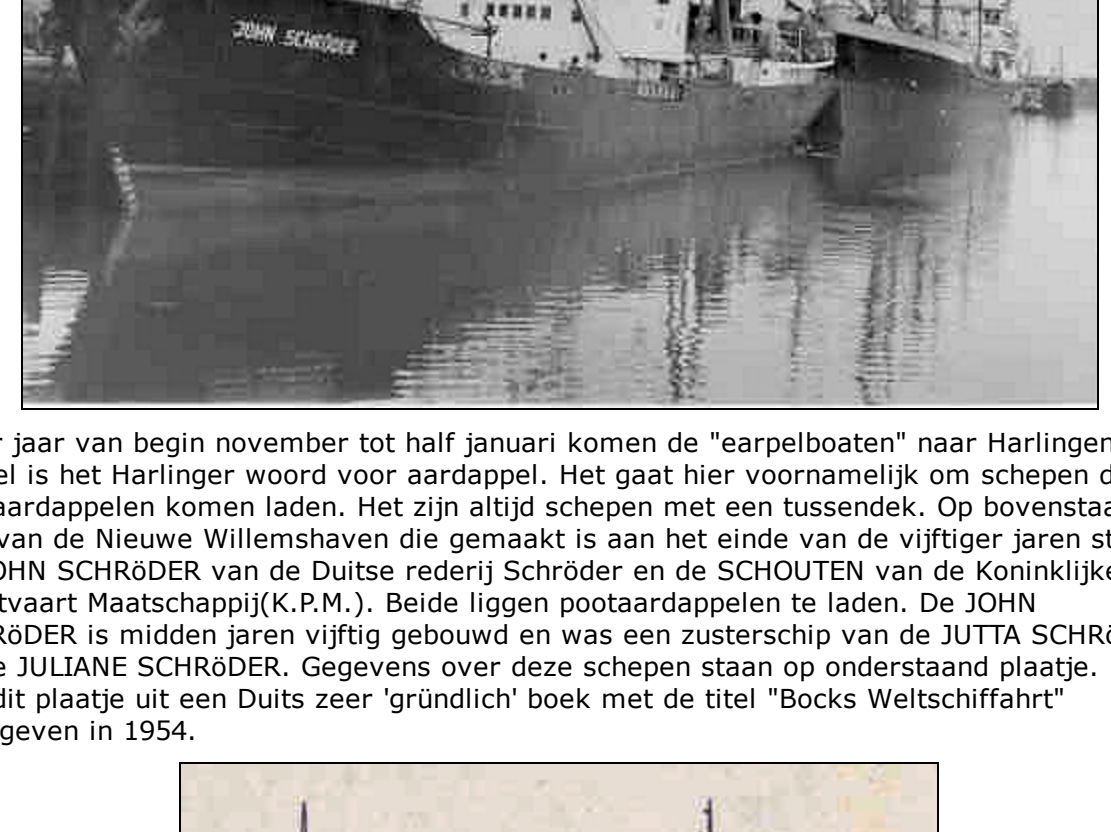 JOHN SCHRÖDER
jaar van begin november tot half januari komen de "earpelboaten" naar Harlingen
is het Harlinger woord voor aardappel. Het gaat hier voornamelijk om schepen
aardappelen komen laden. Het zijn altijd schepen met een tussendek. Op
van de Nieuwe Willemshaven die gemaakt is aan het einde van de vijftiger jaren
SCHRöDER van de Duitse rederij Schröder en de SCHOUTEN van de Koninklijke
Maatschappij(K.P.M.). Beide liggen pootaardappelen te laden. De JOHN
is midden jaren vijftig gebouwd en was een zusterschip van de JUTTA
JULIANE SCHRöDER. Gegevens over deze schepen staan op onderstaand plaatje.
dit plaatje uit een Duits zeer 'gründlich' boek met de titel "Bocks Weltschiffahrt"
in 1954.